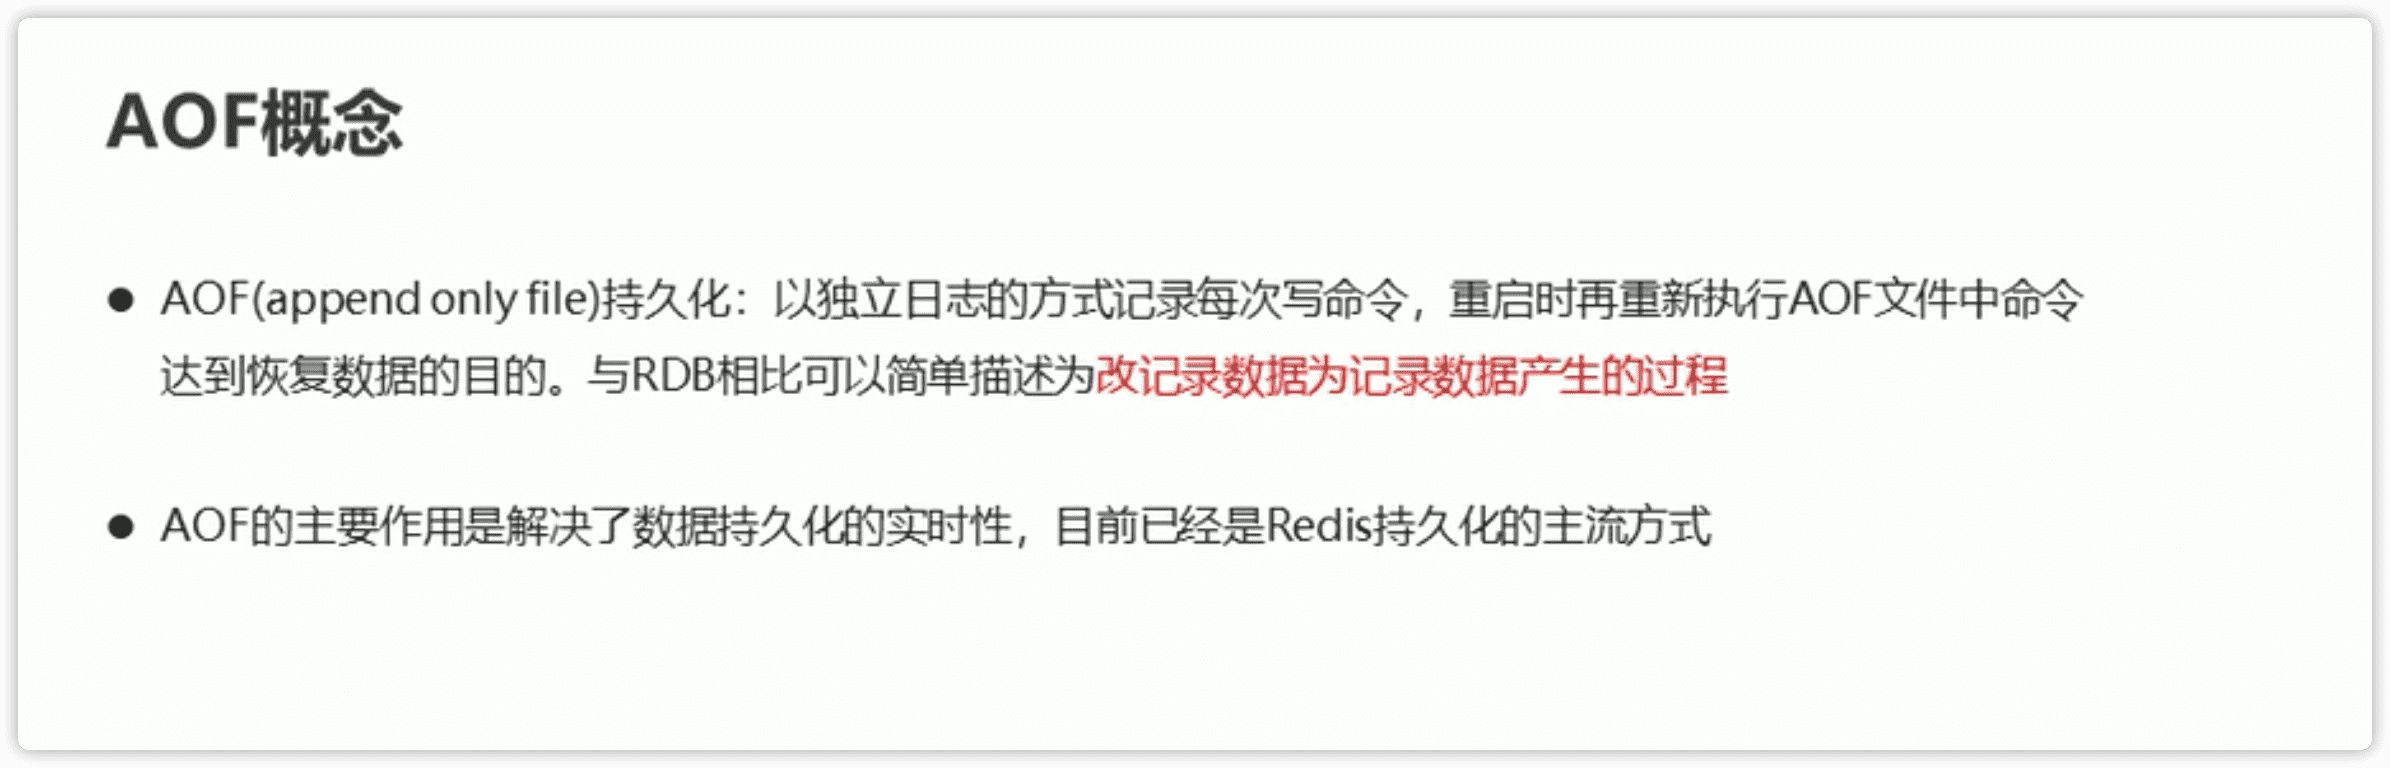 AOF概念
● AOF(append only file)持久化：以独立日志的方式记录每次写命令，重启时再重新执行AOF文件中命令
达到恢复数据的目的。与RDB相比可以简单描述为改记录数据为记录数据产生的过程
● AOF的主要作用是解决了数据持久化的实时性，目前已经是Redis持久化的主流方式